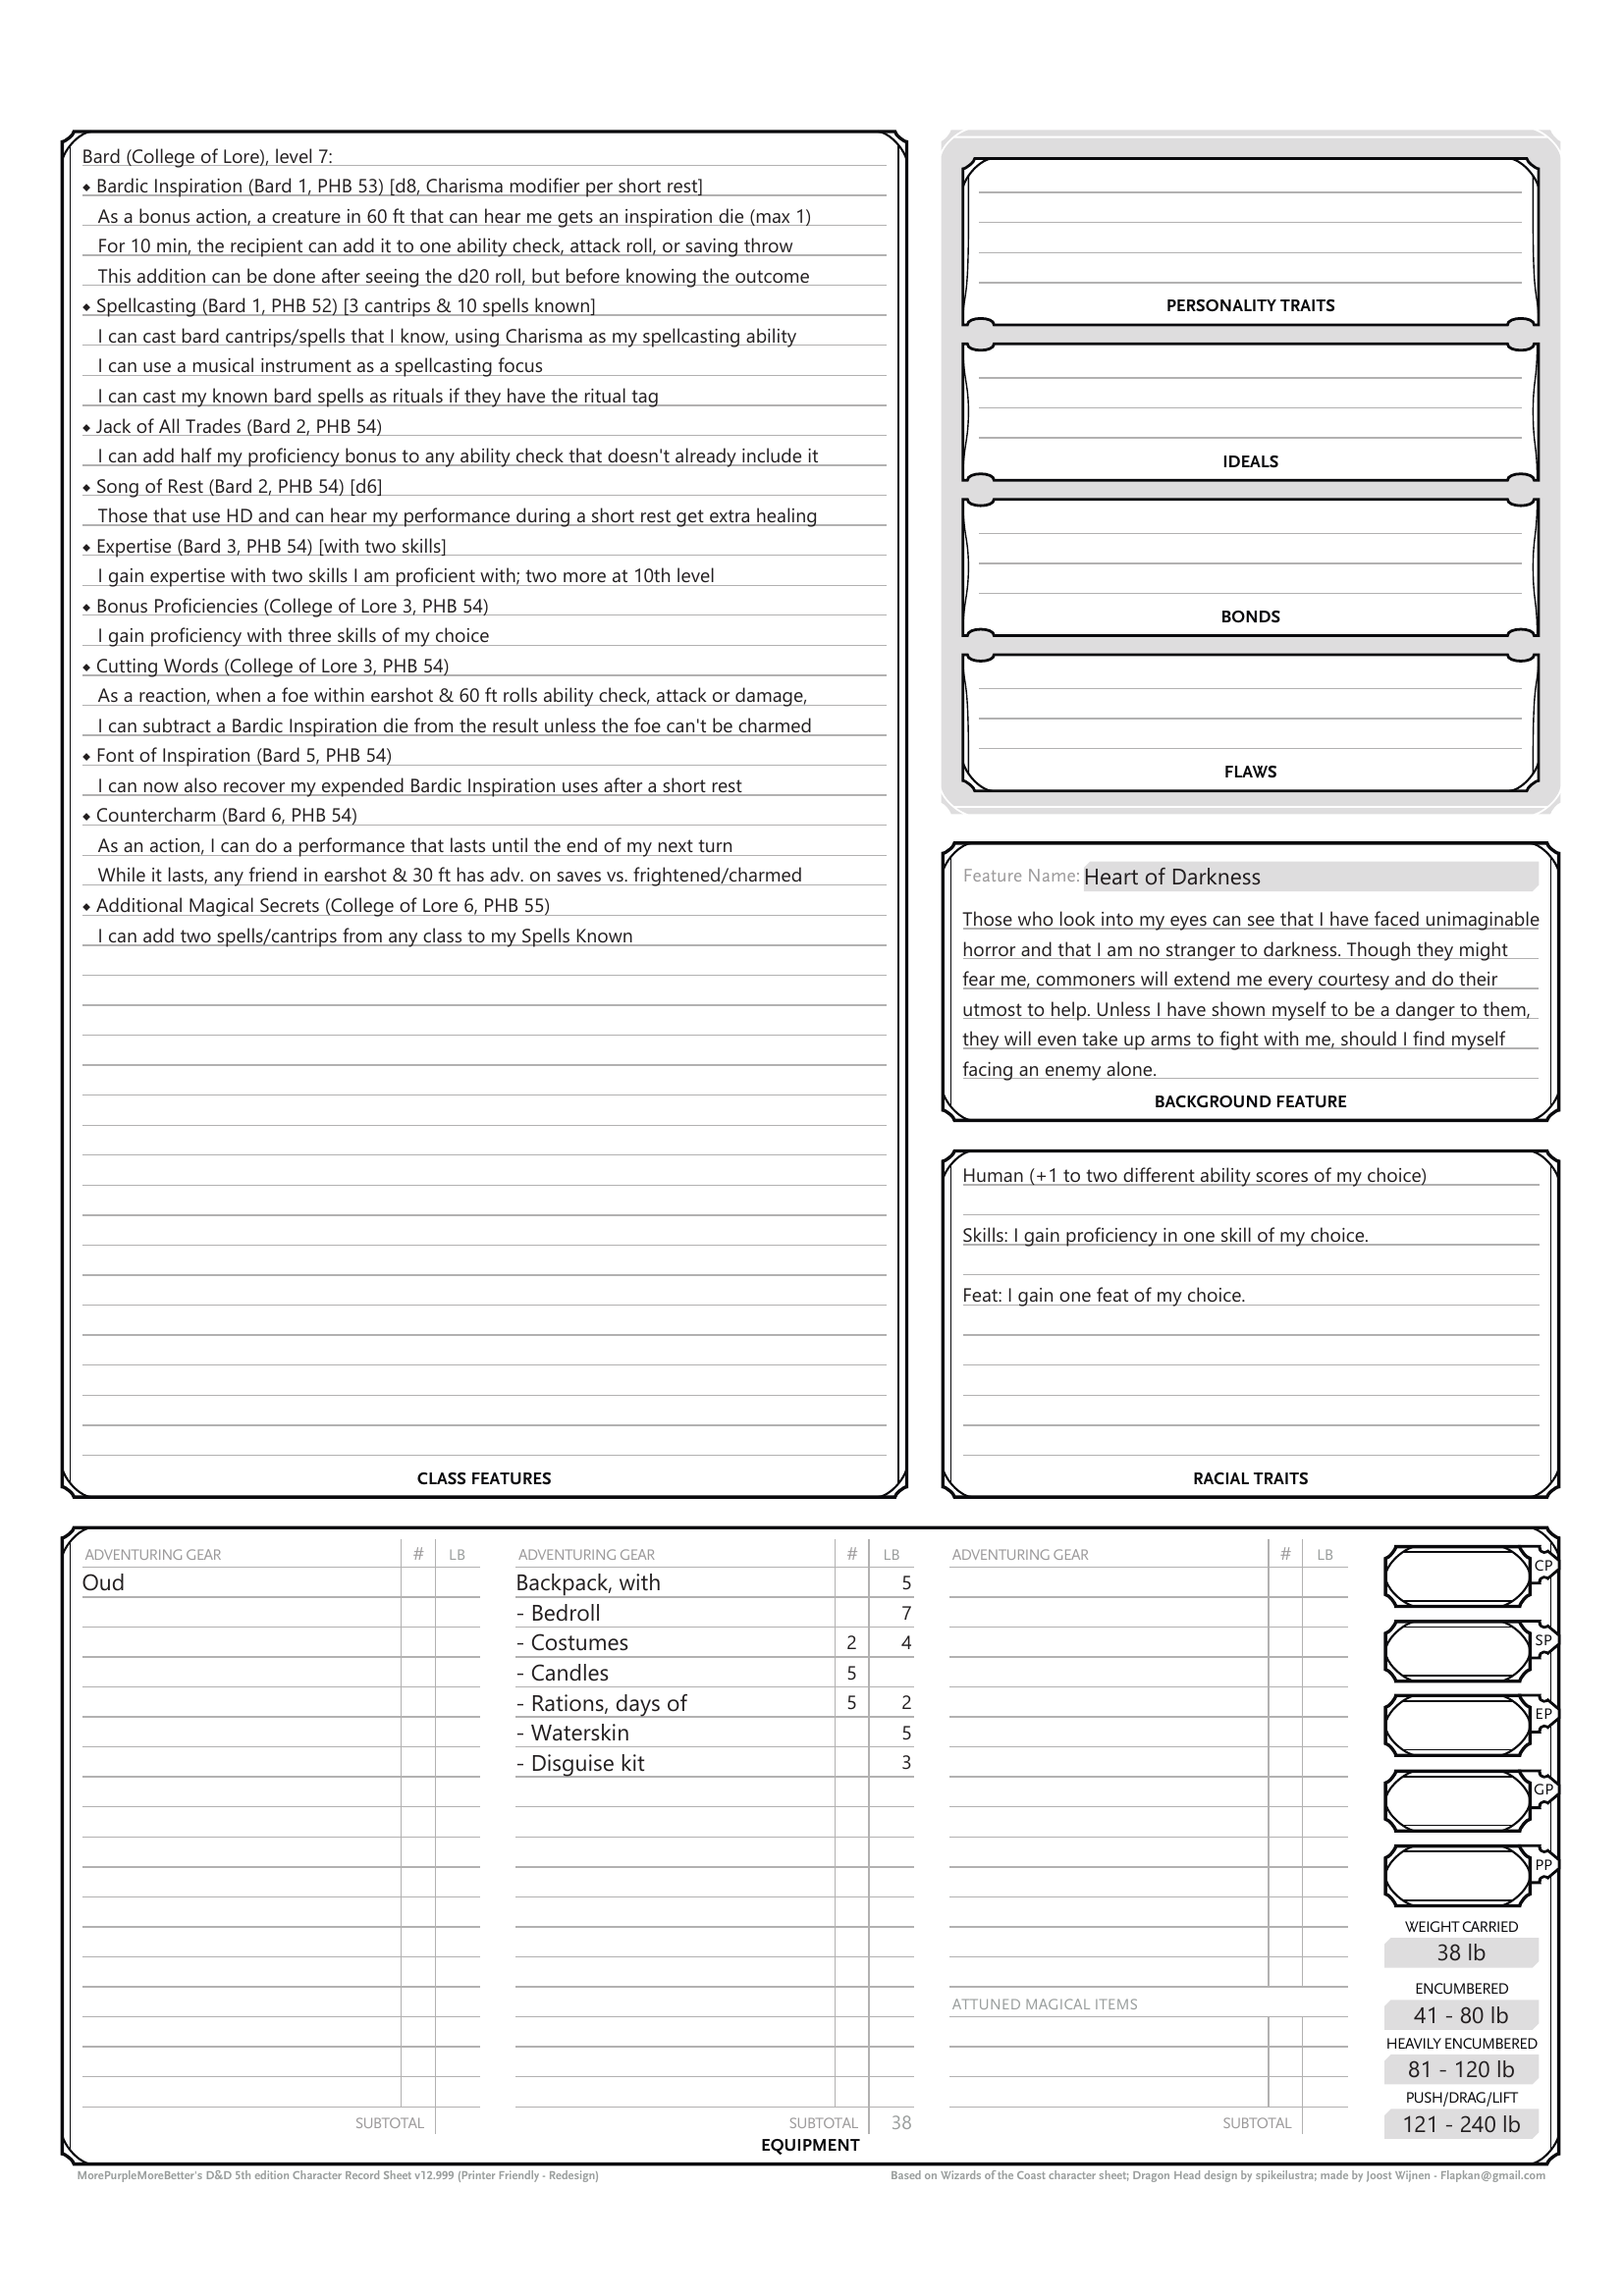 Bard (College of Lore), level 7:
◆ Bardic Inspiration (Bard 1, PHB 53) [d8, Charisma modifier per short rest]
As a bonus action, a creature in 60 ft that can hear me gets an inspiration die (max 1)
For 10 min, the recipient can add it to one ability check, attack roll, or saving throw
This addition can be done after seeing the d20 roll, but before knowing the outcome
◆ Spellcasting (Bard 1, PHB 52) [3 cantrips & 10 spells known]
I can cast bard cantrips/spells that I know, using Charisma as my spellcasting ability
I can use a musical instrument as a spellcasting focus
I can cast my known bard spells as rituals if they have the ritual tag
◆ Jack of All Trades (Bard 2, PHB 54)
I can add half my proficiency bonus to any ability check that doesn't already include it
◆ Song of Rest (Bard 2, PHB 54) [d6]
Those that use HD and can hear my performance during a short rest get extra healing
◆ Expertise (Bard 3, PHB 54) [with two skills]
I gain expertise with two skills I am proficient with; two more at 10th level
◆ Bonus Proficiencies (College of Lore 3, PHB 54)
I gain proficiency with three skills of my choice
◆ Cutting Words (College of Lore 3, PHB 54)
As a reaction, when a foe within earshot & 60 ft rolls ability check, attack or damage,
I can subtract a Bardic Inspiration die from the result unless the foe can't be charmed
◆ Font of Inspiration (Bard 5, PHB 54)
I can now also recover my expended Bardic Inspiration uses after a short rest
◆ Countercharm (Bard 6, PHB 54)
As an action, I can do a performance that lasts until the end of my next turn
While it lasts, any friend in earshot & 30 ft has adv. on saves vs. frightened/charmed
◆ Additional Magical Secrets (College of Lore 6, PHB 55)
I can add two spells/cantrips from any class to my Spells Known
CLASS FEATURES
PERSONALITY TRAITS
IDEALS
BONDS
FLAWS
Feature Name: Heart of Darkness
Those who look into my eyes can see that I have faced unimaginable
horror and that I am no stranger to darkness. Though they might
fear me, commoners will extend me every courtesy and do their
utmost to help. Unless I have shown myself to be a danger to them,
they will even take up arms to fight with me, should I find myself
facing an enemy alone.
BACKGROUND FEATURE
Human (+1 to two different ability scores of my choice)
Skills: I gain proficiency in one skill of my choice.
Feat: I gain one feat of my choice.
RACIAL TRAITS
ADVENTURING GEAR # LB
Oud
SUBTOTAL
ADVENTURING GEAR # LB
Backpack, with 5
- Bedroll 7
- Costumes 2 4
- Candles 5
- Rations, days of 5 2
- Waterskin 5
- Disguise kit 3
SUBTOTAL 38
ADVENTURING GEAR # LB
ATTUNED MAGICAL ITEMS
SUBTOTAL
CP
SP
EP
GP
PP
WEIGHT CARRIED
38 lb
ENCUMBERED
41 - 80 lb
HEAVILY ENCUMBERED
81 - 120 lb
PUSH/DRAG/LIFT
121 - 240 lb
EQUIPMENT
MorePurpleMoreBetter's D&D 5th edition Character Record Sheet v12.999 (Printer Friendly - Redesign)
Based on Wizards of the Coast character sheet; Dragon Head design by spikeilustra; made by Joost Wijnen - Flapkan@gmail.com